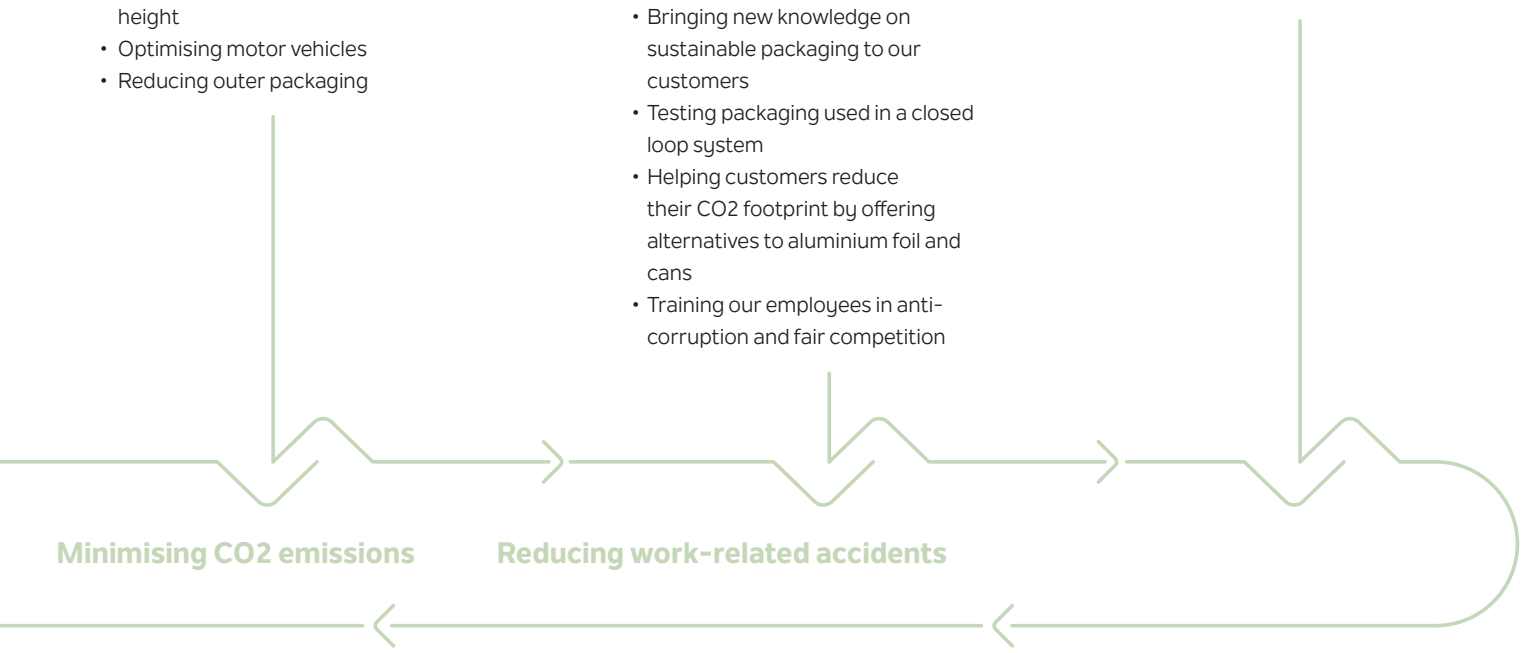 height
• Optimising motor vehicles
• Reducing outer packaging
• Bringing new knowledge on
sustainable packaging to our
customers
• Testing packaging used in a closed
loop system
• Helping customers reduce
their CO2 footprint by offering
alternatives to aluminium foil and
cans
• Training our employees in anti-
corruption and fair competition
Minimising CO2 emissions
Reducing work-related accidents